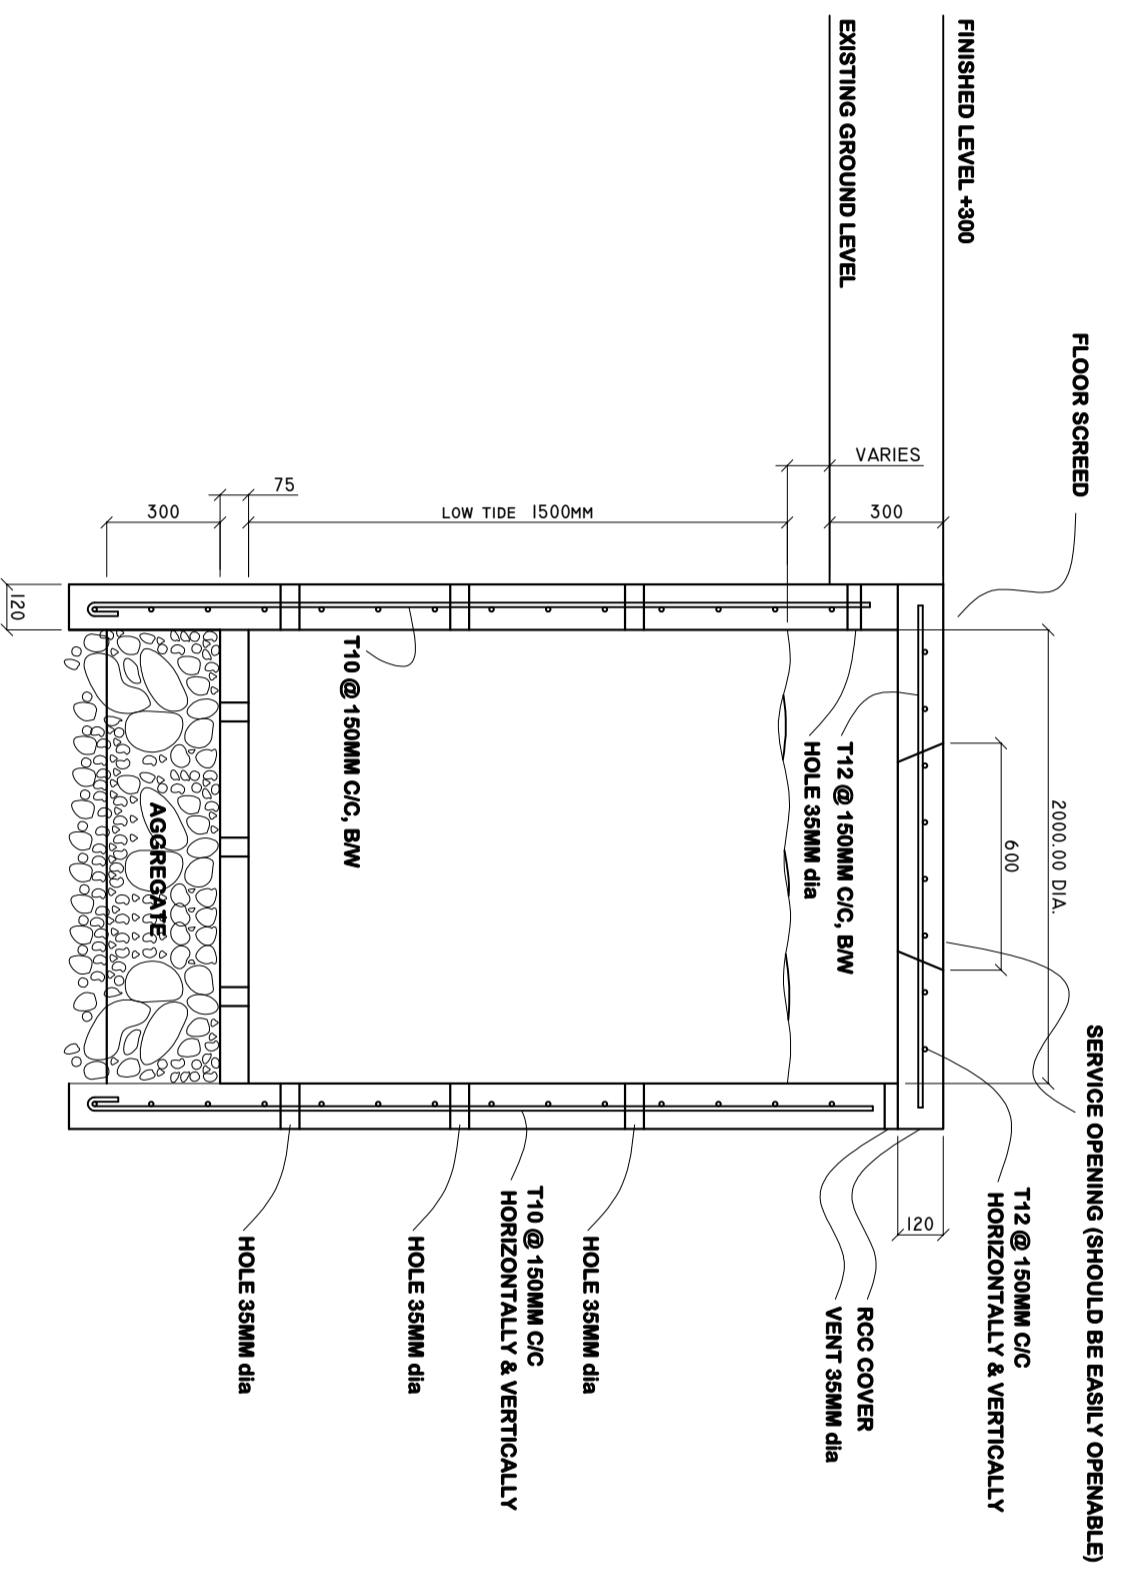 SERVICE OPENING (SHOULD BE EASILY OPENABLE)
FLOOR SCREED
2000.00 DIA.
600
FINISHED LEVEL +300
T12 @ 150MM C/C
HORIZONTALLY & VERTICALLY
120
300
VARIES
EXISTING GROUND LEVEL
RCC COVER
VENT 35MM dia
T12 @ 150MM C/C, B/W
HOLE 35MM dia
LOW TIDE 1500MM
HOLE 35MM dia
T10 @ 150MM C/C
HORIZONTALLY & VERTICALLY
HOLE 35MM dia
T10 @ 150MM C/C, B/W
75
HOLE 35MM dia
300
AGGREGATE
120